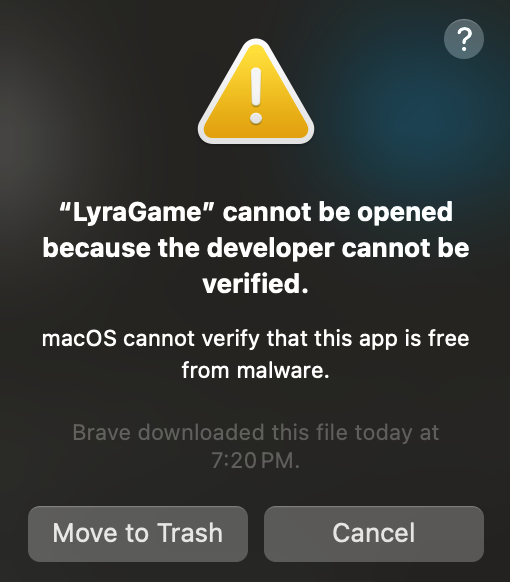 ?
“LyraGame” cannot be opened
because the developer cannot be
verified.
macOS cannot verify that this app is free
from malware.
Brave downloaded this file today at
7:20 PM.
Move to Trash
Cancel